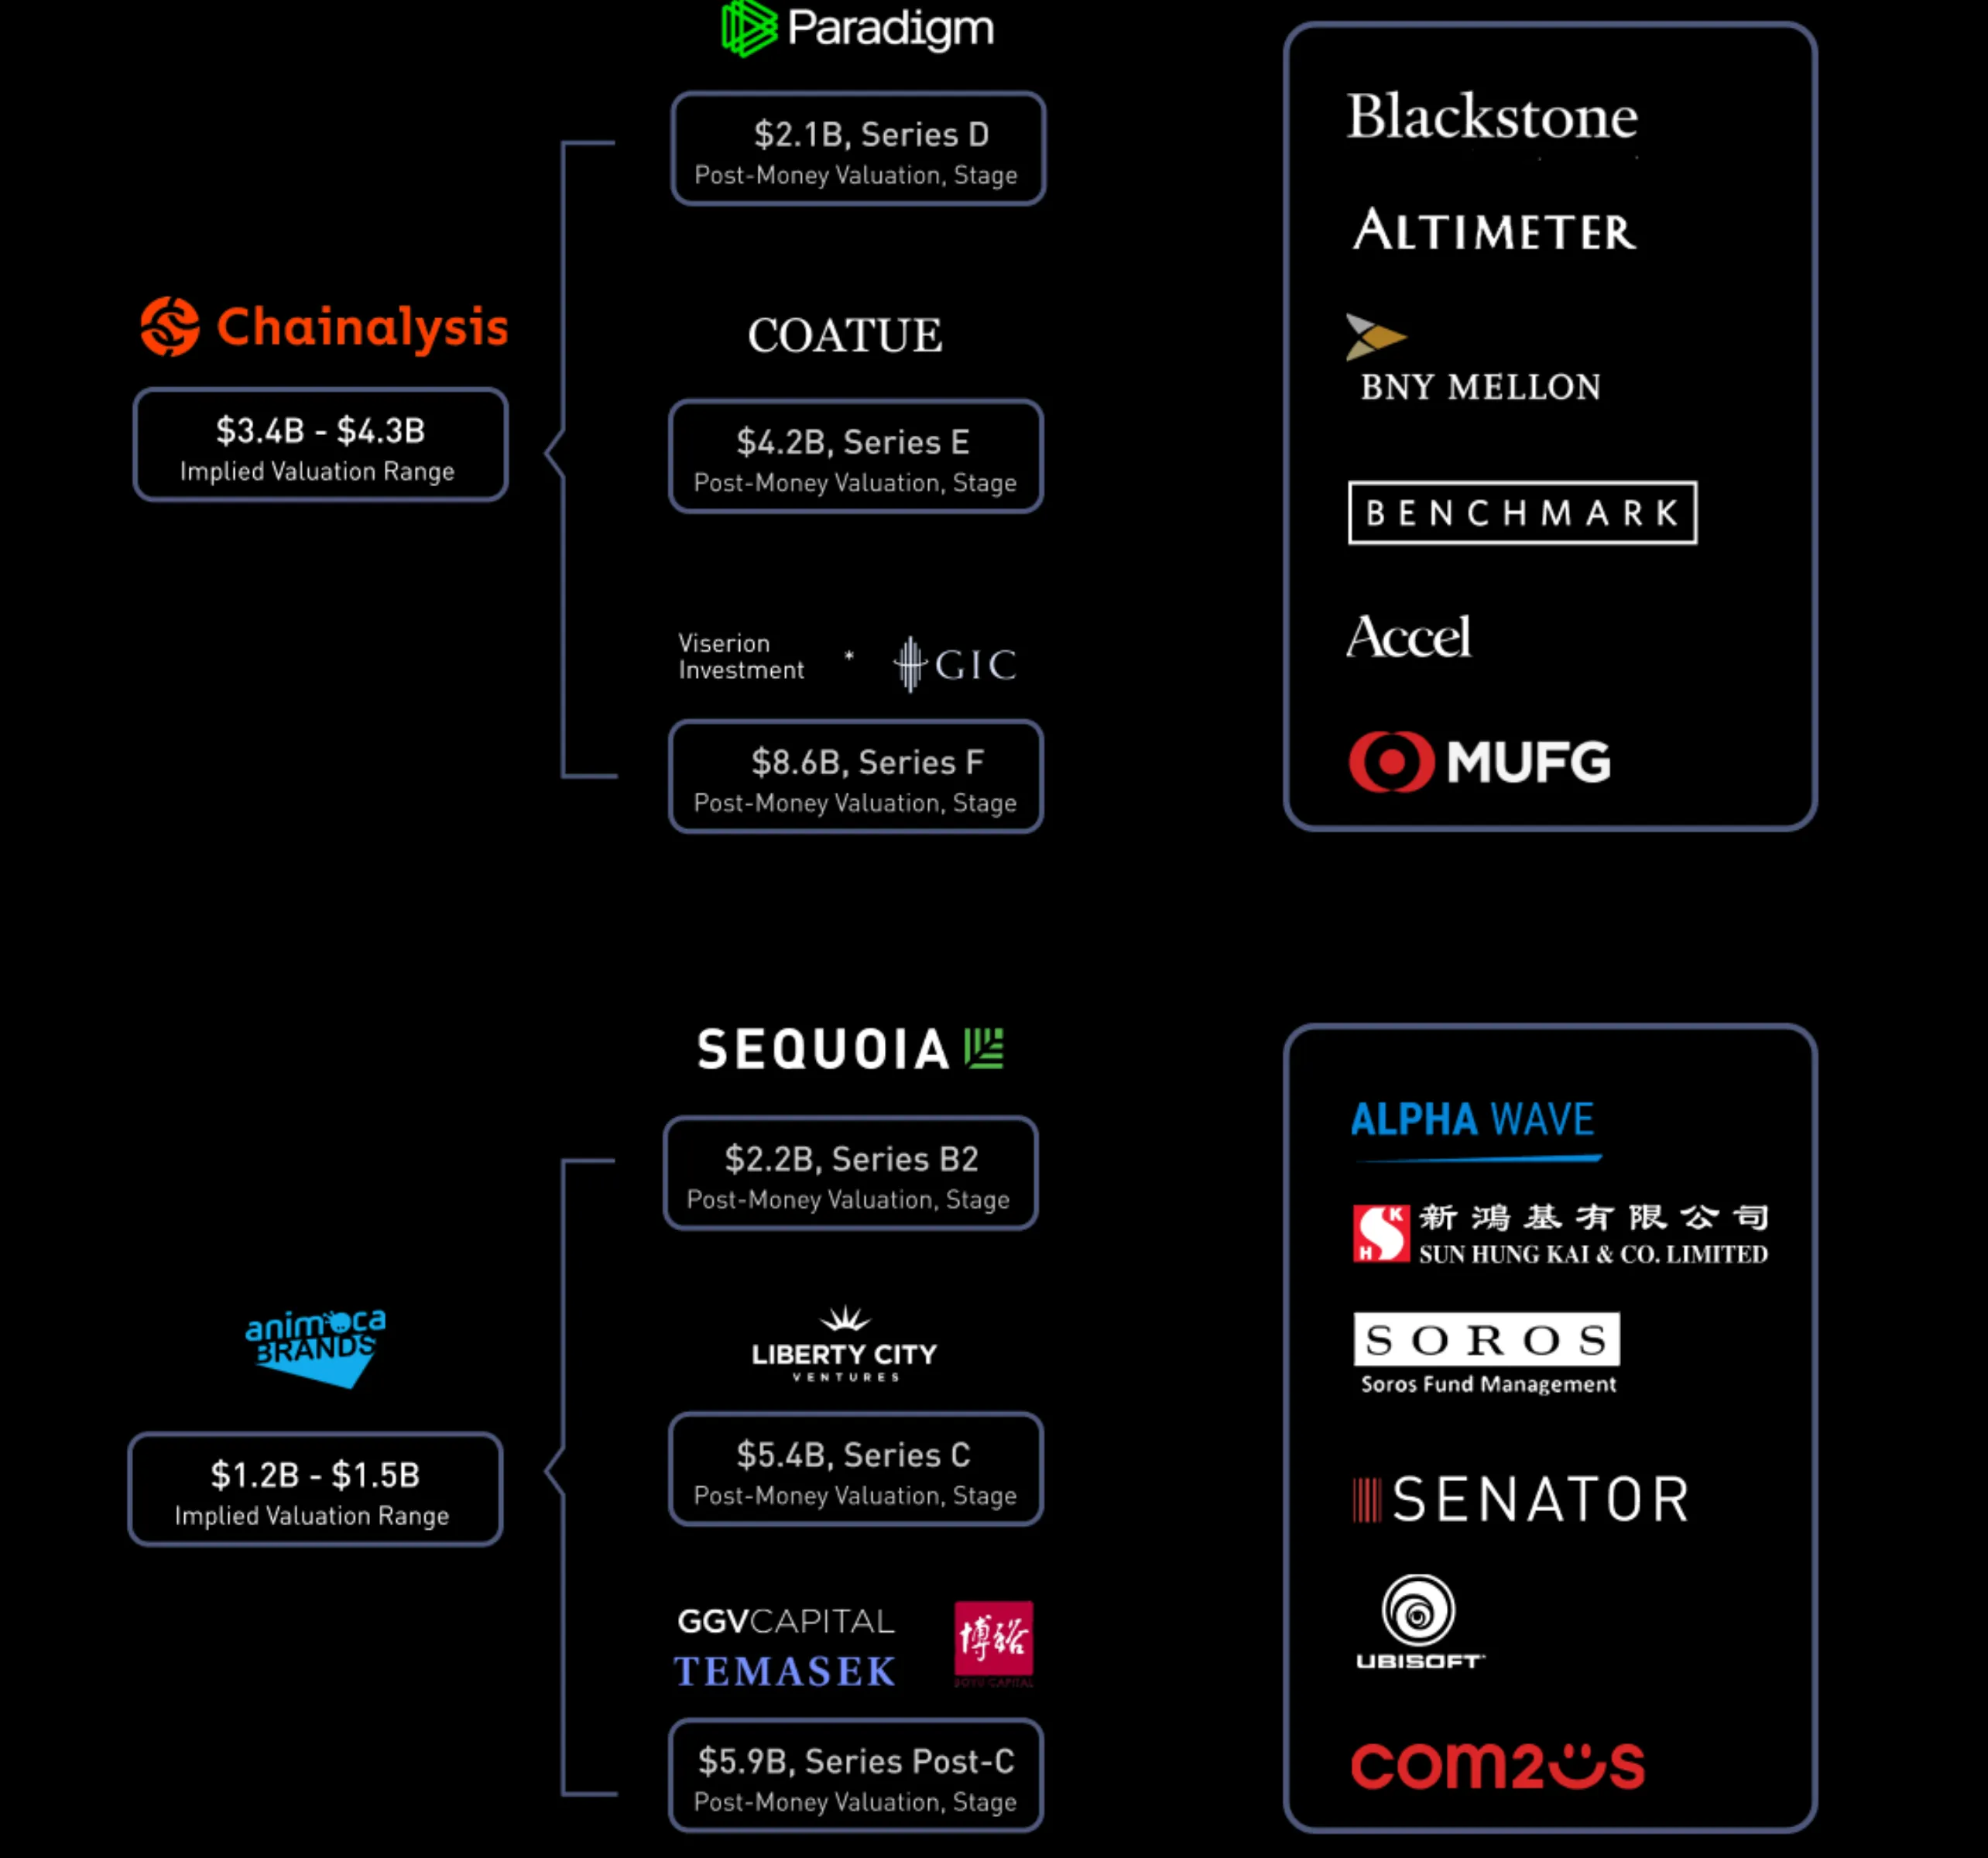 Paradigm
$2.1B, Series D
Post-Money Valuation, Stage
Chainalysis
$3.4B - $4.3B
Implied Valuation Range
COATUE
$4.2B, Series E
Post-Money Valuation, Stage
Viserion
Investment * GIC
$8.6B, Series F
Post-Money Valuation, Stage
Blackstone
ALTIMETER
BNY MELLON
BENCHMARK
Accel
MUFG
SEQUOIA
$2.2B, Series B2
Post-Money Valuation, Stage
animoca
BRANDS
$1.2B - $1.5B
Implied Valuation Range
LIBERTY CITY
VENTURES
$5.4B, Series C
Post-Money Valuation, Stage
GGVCAPITAL
TEMASEK
博裕
BOYU CAPITAL
$5.9B, Series Post-C
Post-Money Valuation, Stage
ALPHA WAVE
SK
H
新鴻基有限公司
SUN HUNG KAI & CO. LIMITED
SOROS
Soros Fund Management
SENATOR
UBISOFT
com2us